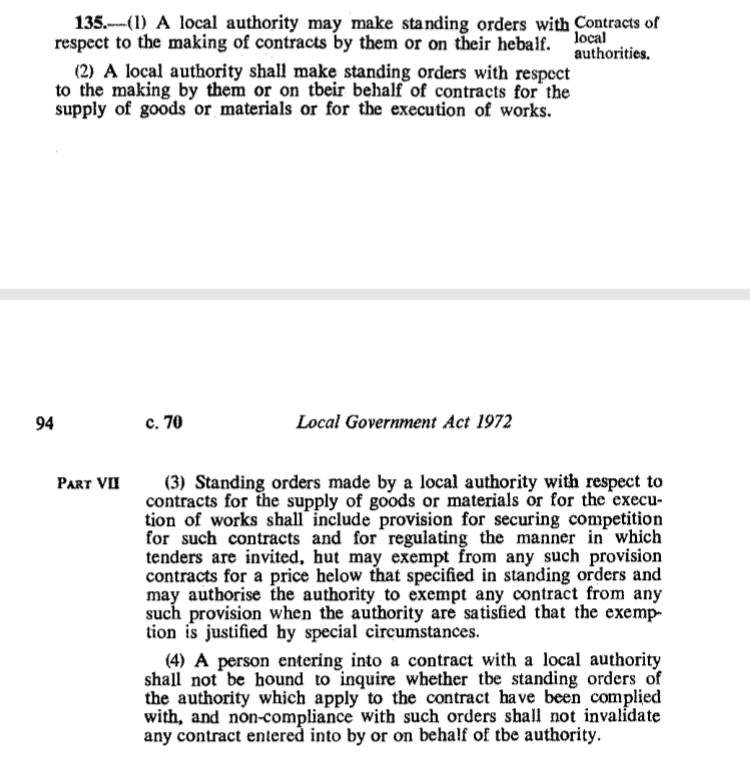 135.—(1) A local authority may make standing orders with
respect to the making of contracts by them or on their hebalf.
Contracts of
local
authorities.
(2) A local authority shall make standing orders with respect
to the making by them or on tbeir behalf of contracts for the
supply of goods or materials or for the execution of works.
94 c. 70 Local Government Act 1972
PART VII
(3) Standing orders made by a local authority with respect to
contracts for the supply of goods or materials or for the execu-
tion of works shall include provision for securing competition
for such contracts and for regulating the manner in which
tenders are invited, hut may exempt from any such provision
contracts for a price helow that specified in standing orders and
may authorise the authority to exempt any contract from any
such provision when the authority are satisfied that the exemp-
tion is justified hy special circumstances.
(4) A person entering into a contract with a local authority
shall not be hound to inquire whether tbe standing orders of
the authority which apply to the contract have been complied
with, and non-compliance with such orders shall not invalidate
any contract entered into by or on behalf of tbe authority.